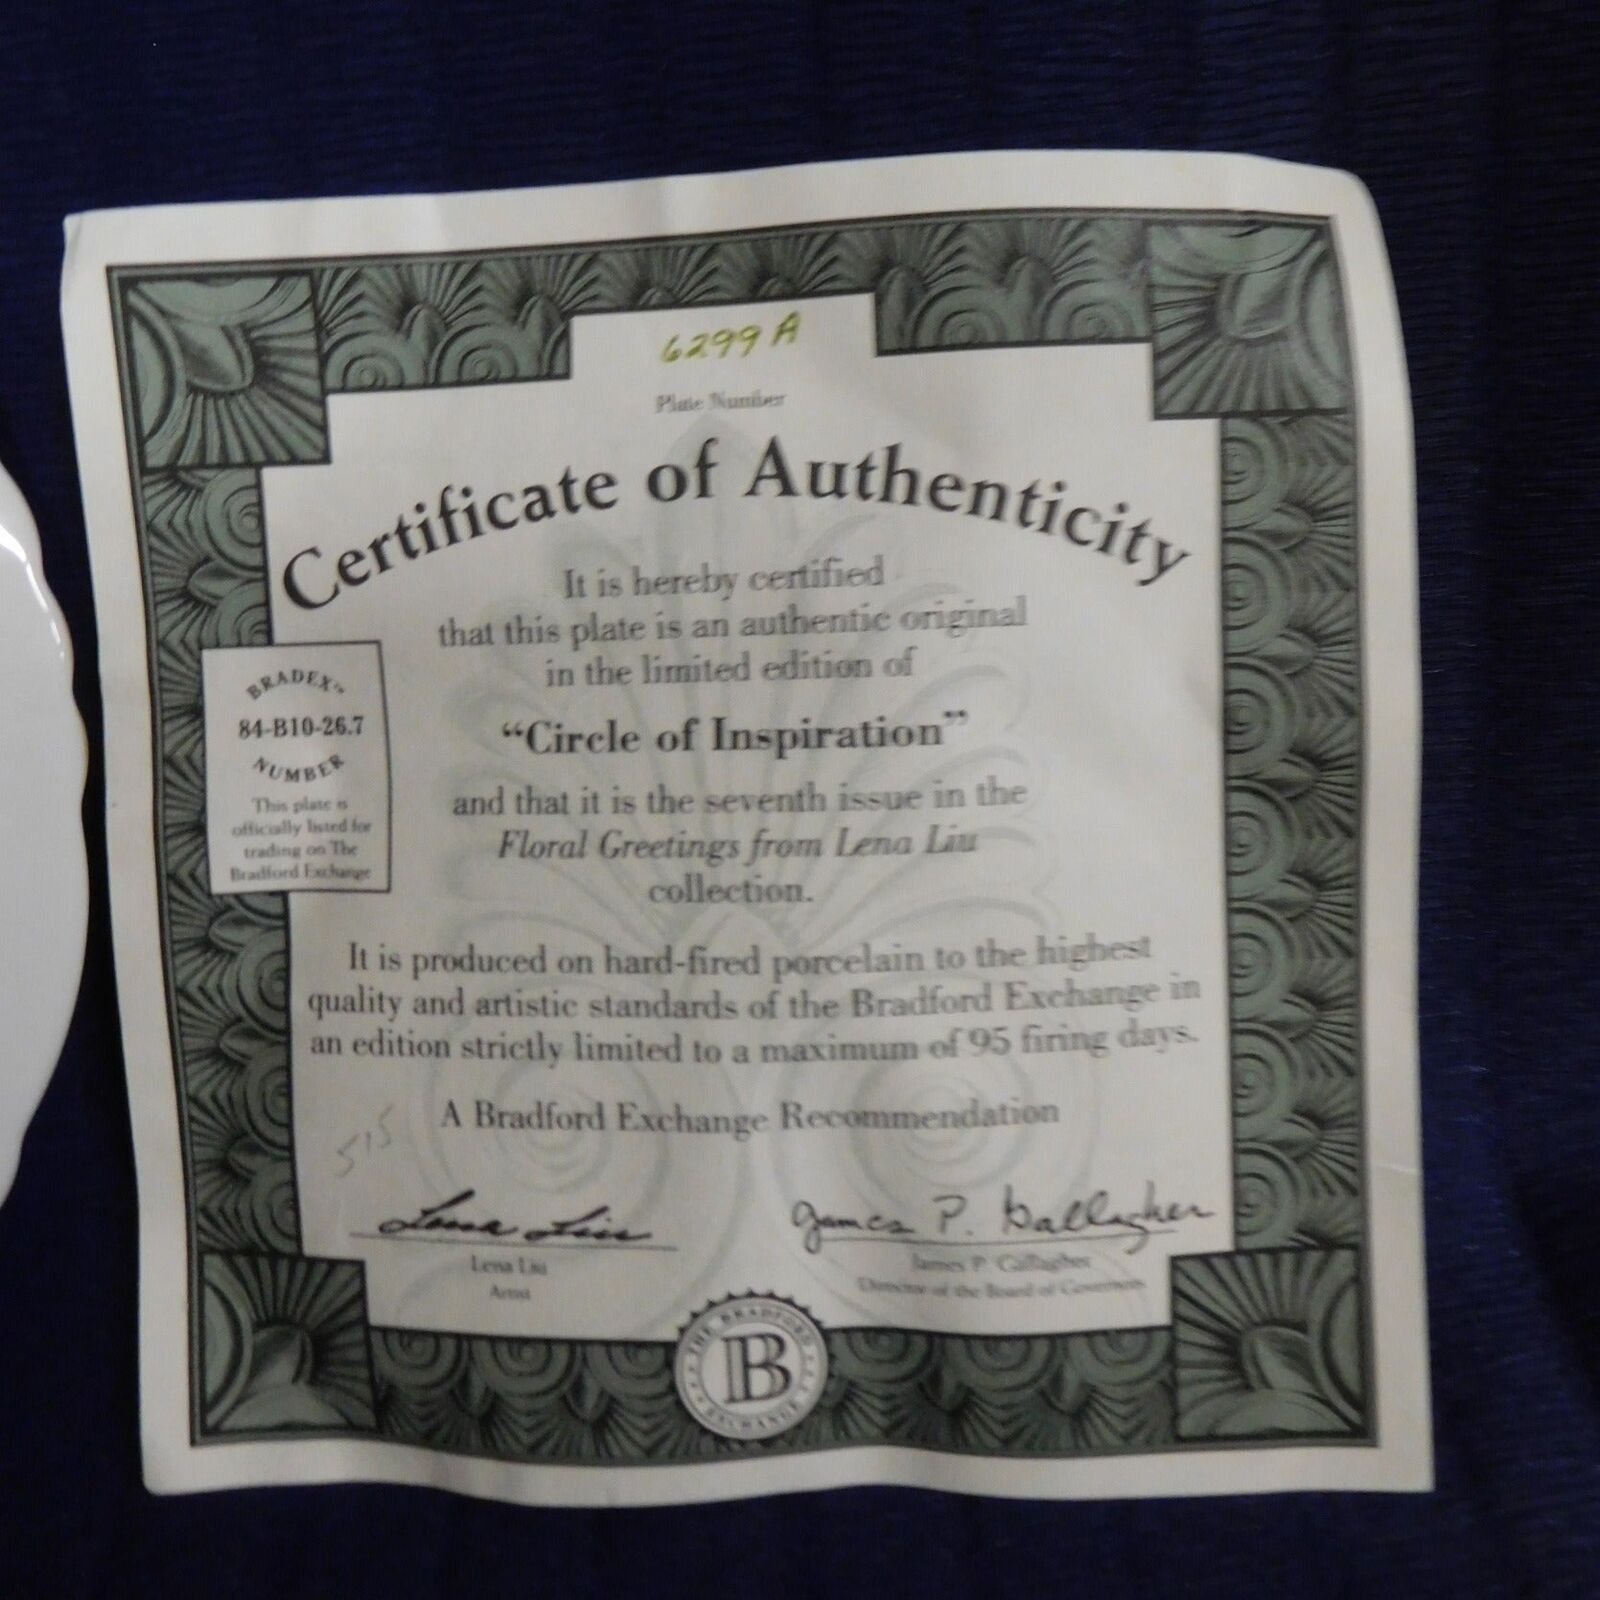 6299 A
Plate Number
Certificate of Authenticity
It is hereby certified
that this plate is an authentic original
in the limited edition of
“Circle of Inspiration”
and that it is the seventh issue in the
Floral Greetings from Lena Liu
collection.
BRADEX™
84-B10-26.7
NUMBER
This plate is
officially listed for
trading on The
Bradford Exchange
It is produced on hard-fired porcelain to the highest
quality and artistic standards of the Bradford Exchange in
an edition strictly limited to a maximum of 95 firing days.
A Bradford Exchange Recommendation
515
Lena Liu
James P. Gallagher
Lena Liu
Artist
James P. Gallagher
Director of the Board of Governors
THE BRADFORD
B
EXCHANGE